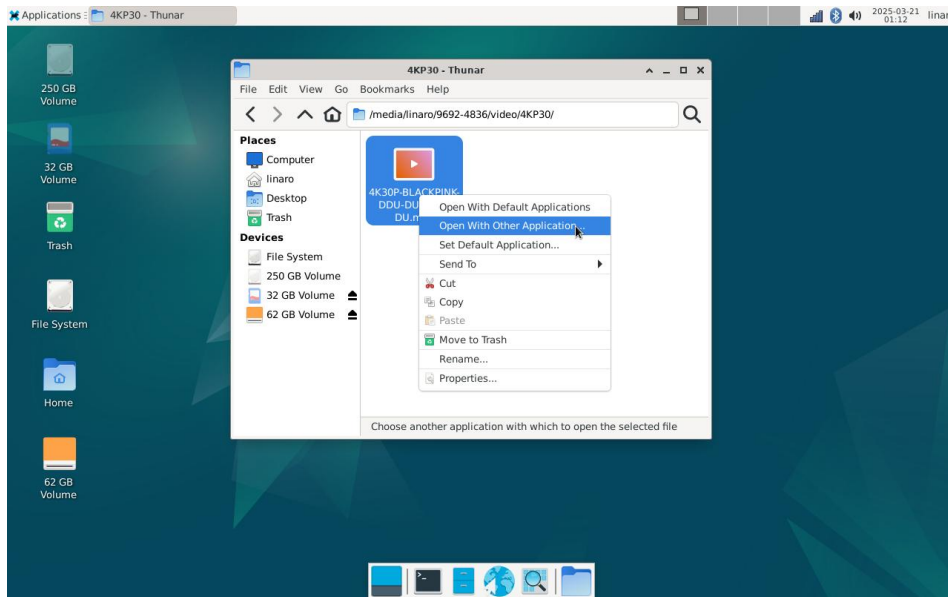 Applications
4KP30 - Thunar
2025-03-21
01:12
linar
250 GB
Volume
32 GB
Volume
Trash
File System
Home
62 GB
Volume
4KP30 - Thunar
File Edit View Go Bookmarks Help
/media/linaro/9692-4836/video/4KP30/
Places
Computer
linaro
Desktop
Trash
Devices
File System
250 GB Volume
32 GB Volume
62 GB Volume
4K30P-BLACKPINK-
DDU-DU
DU.m
Open With Default Applications
Open With Other Application...
Set Default Application...
Send To
Cut
Copy
Paste
Move to Trash
Rename...
Properties...
Choose another application with which to open the selected file